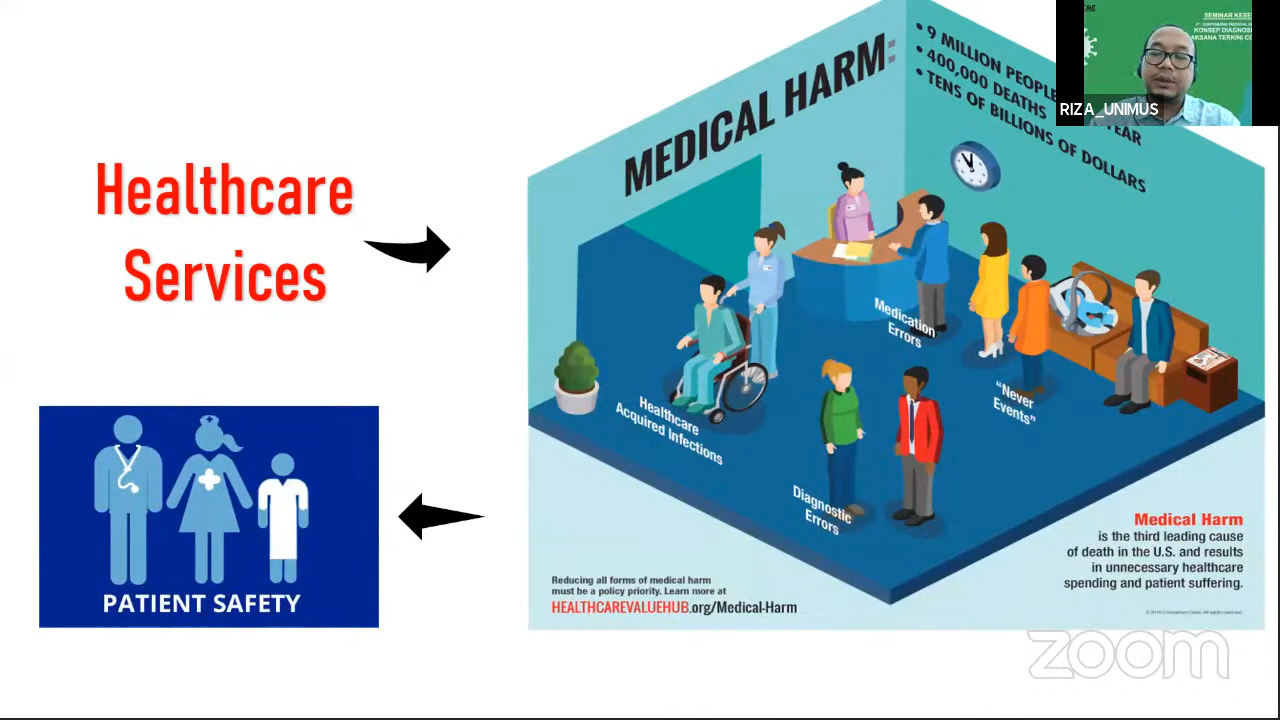 Healthcare
Services
PATIENT SAFETY
MEDICAL HARM:
• 9 MILLION PEOPLE
• 400,000 DEATHS YEAR
• TENS OF BILLIONS OF DOLLARS
Medication
Errors
"Never
Events"
Healthcare
Acquired Infections
Diagnostic
Errors
Medical Harm
is the third leading cause
of death in the U.S. and results
in unnecessary healthcare
spending and patient suffering.
Reducing all forms of medical harm
must be a policy priority. Learn more at
HEALTHCAREVALUEHUB.org/Medical-Harm
SEMINAR
KONSEP
RIZA_UNIMUS
zoom